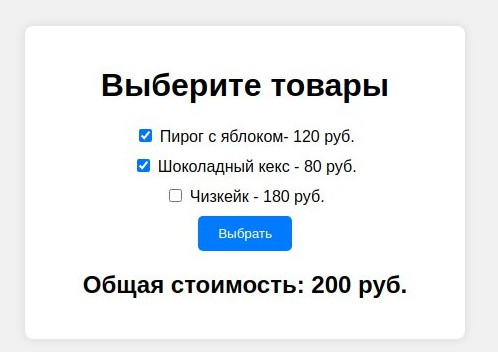 Выберите товары
Пирог с яблоком- 120 руб.
Шоколадный кекс - 80 руб.
Чизкейк - 180 руб.
Выбрать
Общая стоимость: 200 руб.